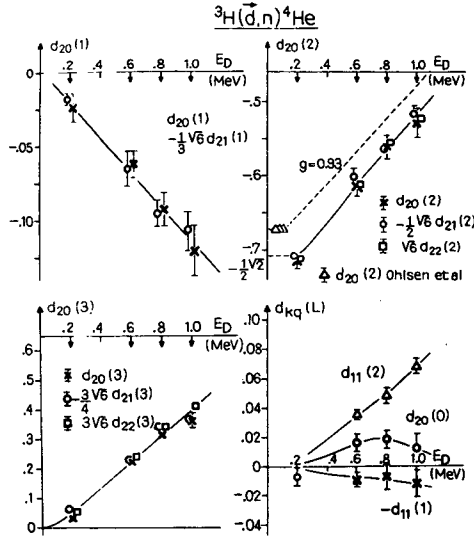 ³H(d⃗,n)⁴He
d₂₀(1)
0
.2 .4 .6 .8 1.0
E_D
(MeV)
-.05
-.10
d₂₀(1)
-⅓√6 d₂₁(1)
d₂₀(2)
.2 .4 .6 .8 1.0
E_D
(MeV)
-.5
-.6
-.7
-½√2
g=0.93
d₂₀(2)
-½√6 d₂₁(2)
√6 d₂₂(2)
d₂₀(2) Ohlsen et al
d₂₀(3)
.2 .4 .6 .8 1.0
E_D
(MeV)
.6
.5
.4
.3
.2
.1
0
d₂₀(3)
-¾√6 d₂₁(3)
3√6 d₂₂(3)
d_kq(L)
.10
.08
.06
.04
.02
0
-.02
-.04
d₁₁(2)
d₂₀(0)
E_D
(MeV)
.2 .4 .6 .8 1.0
-d₁₁(1)